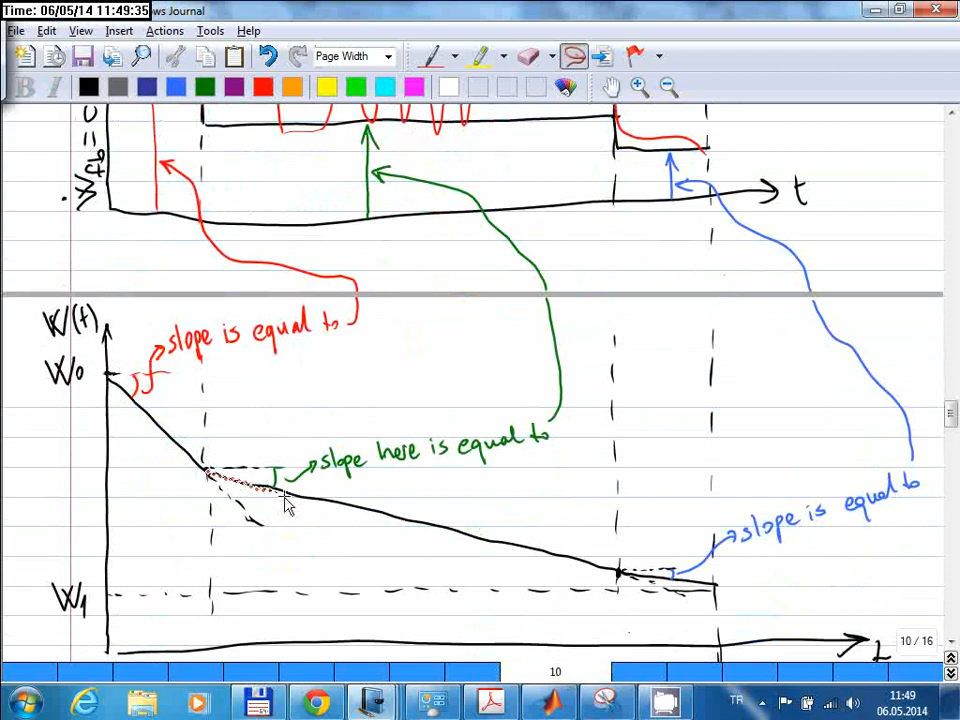 Time: 06/05/14 11:49:35
ws Journal
File Edit View Insert Actions Tools Help
Page Width
B I
Wfb = 0
t
W(t)
W0
slope is equal to
slope here is equal to
slope is equal to
W1
t
10 / 16
10
TR
11:49
06.05.2014